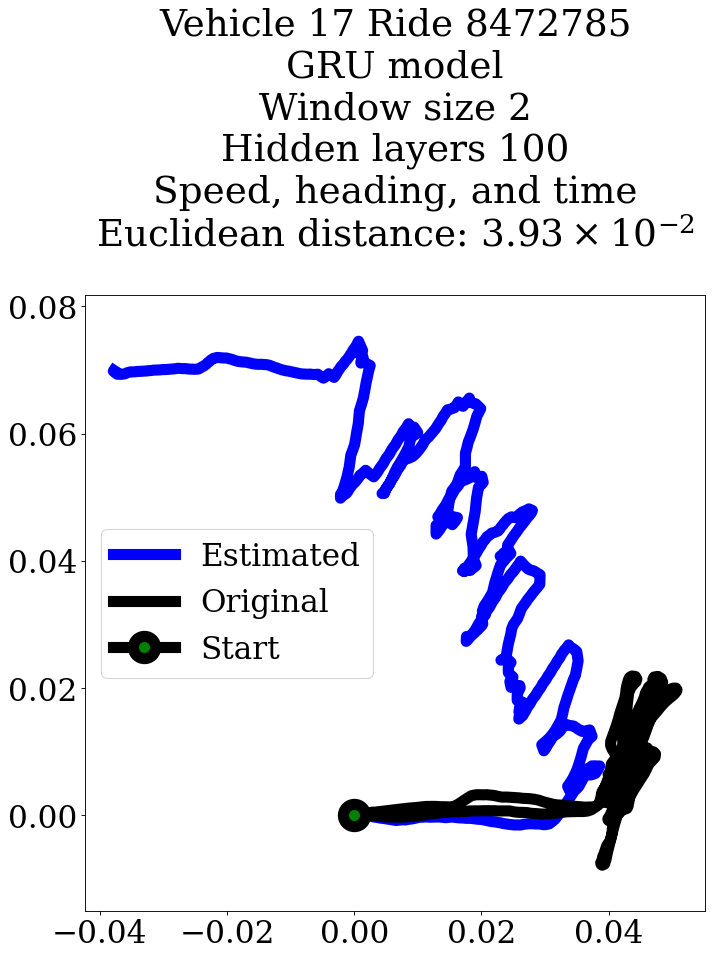 Vehicle 17 Ride 8472785
GRU model
Window size 2
Hidden layers 100
Speed, heading, and time
Euclidean distance: 3.93 × 10⁻²
0.08
0.06
0.04
0.02
0.00
Estimated
Original
Start
−0.04 −0.02 0.00 0.02 0.04